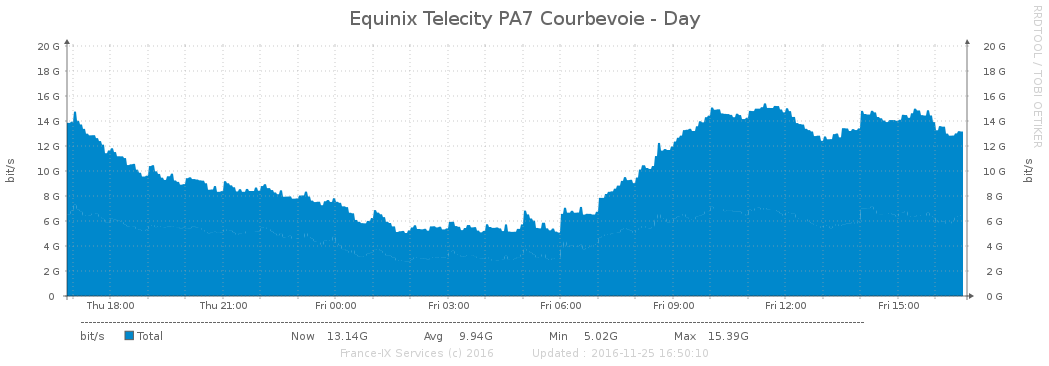 Equinix Telecity PA7 Courbevoie - Day
RRDTOOL / TOBI OETIKER
20 G 20 G
18 G 18 G
16 G 16 G
14 G 14 G
12 G 12 G
10 G 10 G
8 G 8 G
6 G 6 G
4 G 4 G
2 G 2 G
0 0 G
bit/s
bit/s
Thu 18:00 Thu 21:00 Fri 00:00 Fri 03:00 Fri 06:00 Fri 09:00 Fri 12:00 Fri 15:00
bit/s Total Now 13.14G Avg 9.94G Min 5.02G Max 15.39G
France-IX Services (c) 2016 Updated : 2016-11-25 16:50:10